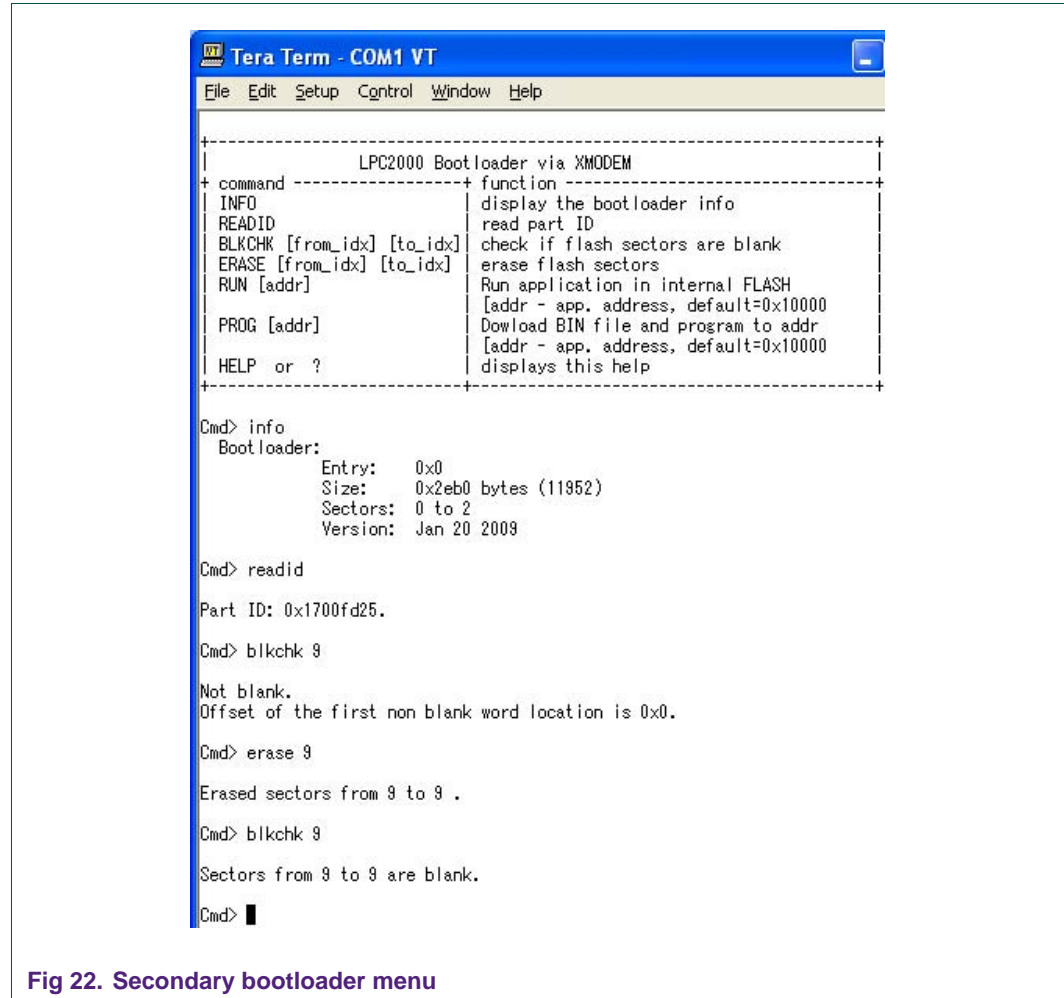 Tera Term - COM1 VT
File Edit Setup Control Window Help
+-----------------------------------------------------------------------+
| LPC2000 Bootloader via XMODEM |
+ command ------------------+ function --------------------------------+
| INFO | display the bootloader info |
| READID | read part ID |
| BLKCHK [from_idx] [to_idx]| check if flash sectors are blank |
| ERASE [from_idx] [to_idx] | erase flash sectors |
| RUN [addr] | Run application in internal FLASH |
| | [addr - app. address, default=0x10000 |
| PROG [addr] | Dowload BIN file and program to addr |
| | [addr - app. address, default=0x10000 |
| HELP or ? | displays this help |
+---------------------------+-------------------------------------------+
Cmd> info
Bootloader:
Entry: 0x0
Size: 0x2eb0 bytes (11952)
Sectors: 0 to 2
Version: Jan 20 2009
Cmd> readid
Part ID: 0x1700fd25.
Cmd> blkchk 9
Not blank.
Offset of the first non blank word location is 0x0.
Cmd> erase 9
Erased sectors from 9 to 9 .
Cmd> blkchk 9
Sectors from 9 to 9 are blank.
Cmd>
Fig 22. Secondary bootloader menu